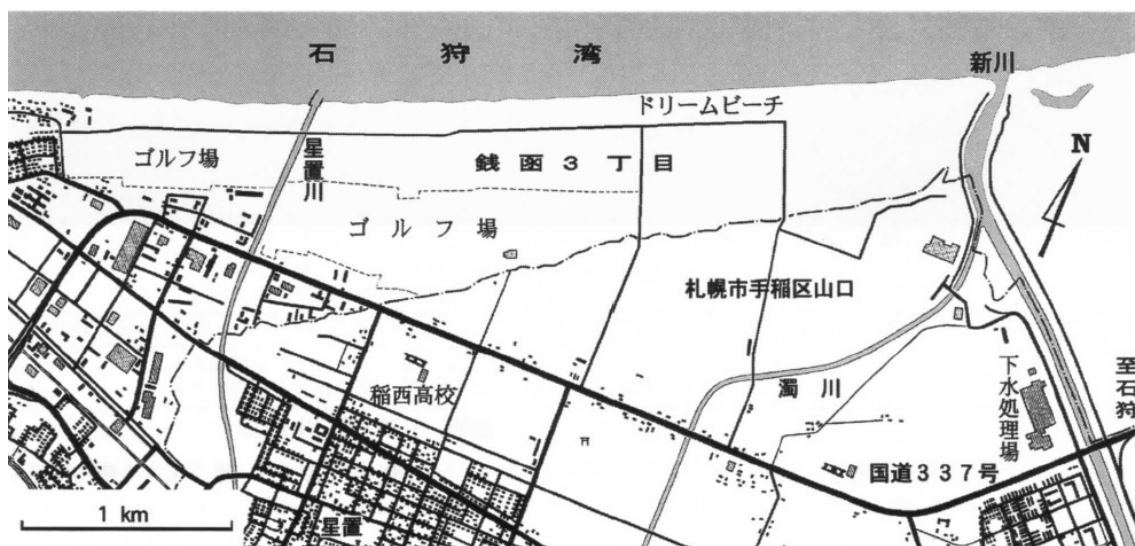 石狩湾
新川
ドリームビーチ
ゴルフ場
星置川
銭函3丁目
N
ゴルフ場
札幌市手稲区山口
稲西高校
濁川
下水処理場
至石狩
国道337号
1 km
星置